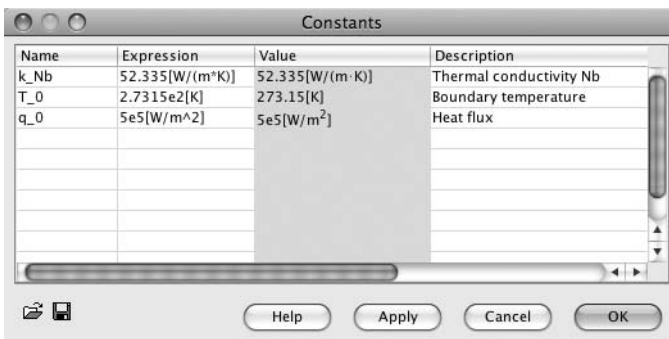 Constants
Name Expression Value Description
k_Nb 52.335[W/(m*K)] 52.335[W/(m·K)] Thermal conductivity Nb
T_0 2.7315e2[K] 273.15[K] Boundary temperature
q_0 5e5[W/m^2] 5e5[W/m²] Heat flux
Help Apply Cancel OK